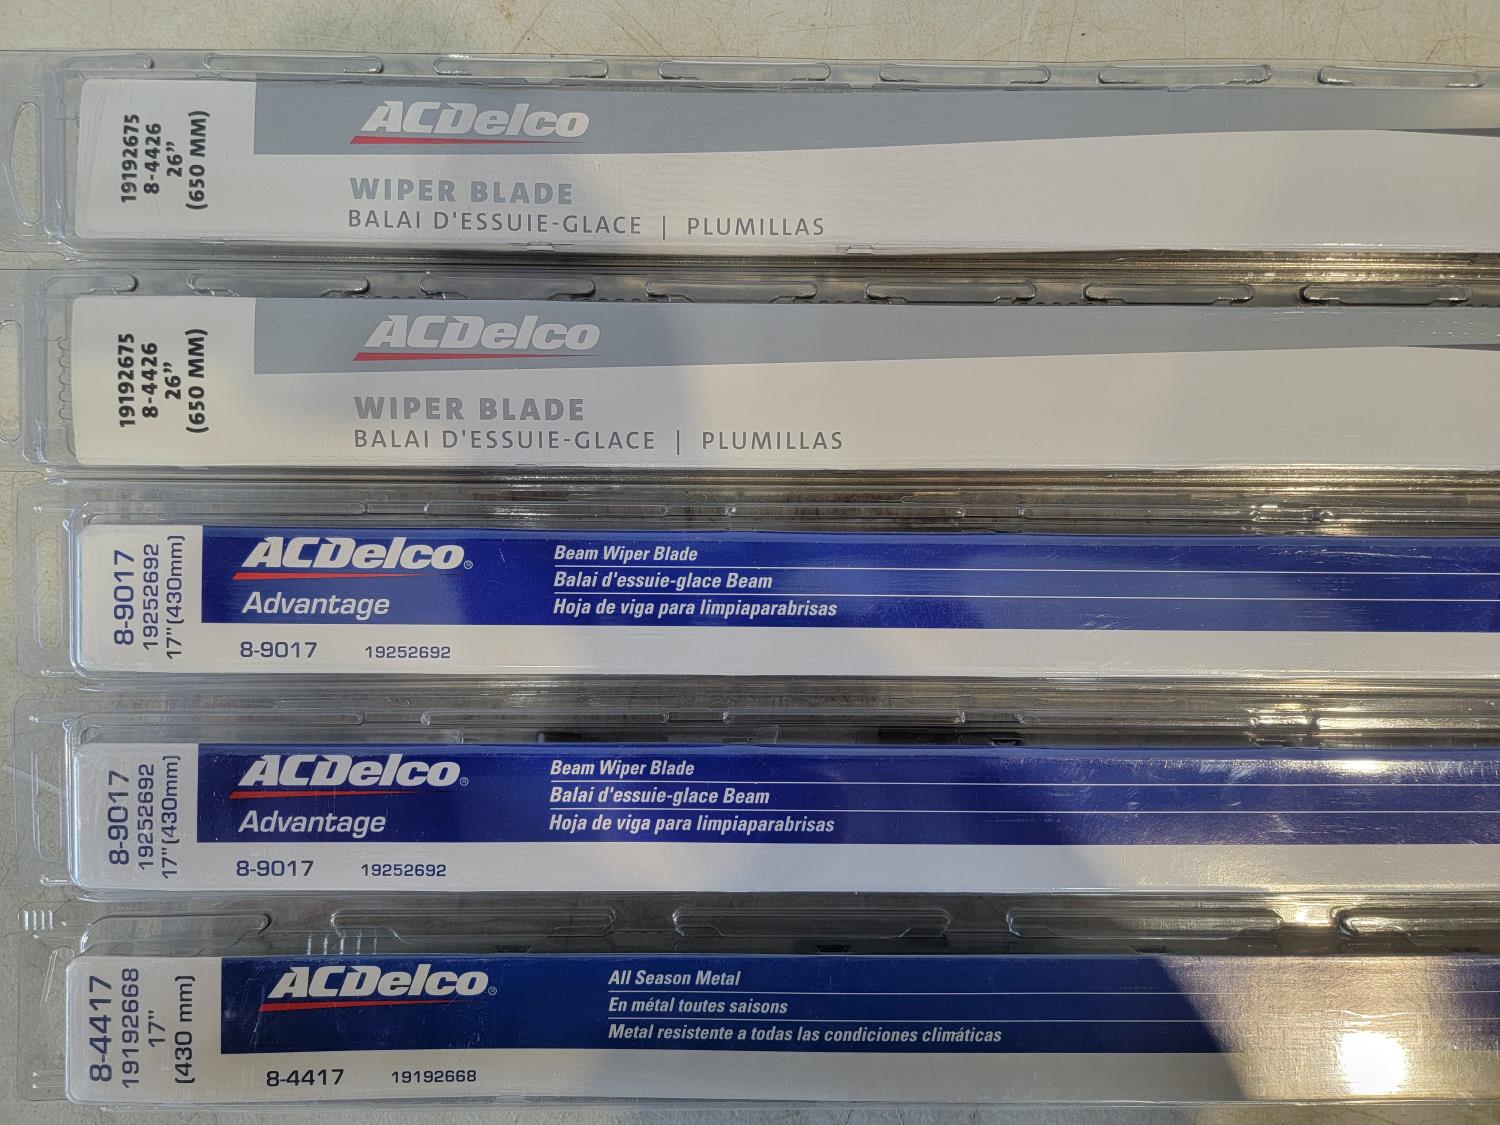 19192675
8-4426
26”
(650 MM)
ACDelco
WIPER BLADE
BALAI D'ESSUIE-GLACE | PLUMILLAS
19192675
8-4426
26”
(650 MM)
ACDelco
WIPER BLADE
BALAI D'ESSUIE-GLACE | PLUMILLAS
8-9017
19252692
17"(430mm)
ACDelco®
Advantage
Beam Wiper Blade
Balai d'essuie-glace Beam
Hoja de viga para limpiaparabrisas
8-9017 19252692
8-9017
19252692
17"(430mm)
ACDelco®
Advantage
Beam Wiper Blade
Balai d'essuie-glace Beam
Hoja de viga para limpiaparabrisas
8-9017 19252692
8-4417
19192668
17"
(430 mm)
ACDelco®
All Season Metal
En métal toutes saisons
Metal resistente a todas las condiciones climáticas
8-4417 19192668